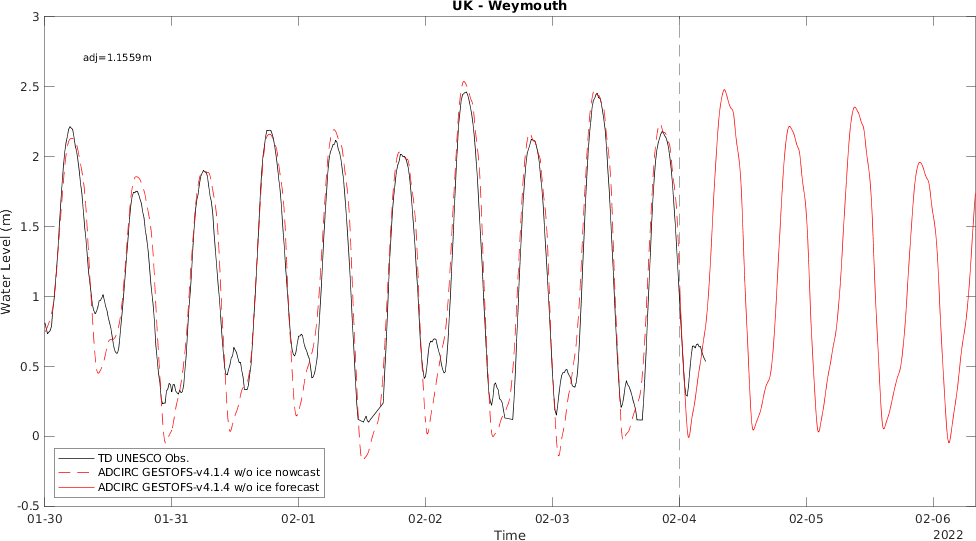 UK - Weymouth
adj=1.1559m
3
2.5
2
1.5
1
0.5
0
-0.5
Water Level (m)
TD UNESCO Obs.
ADCIRC GESTOFS-v4.1.4 w/o ice nowcast
ADCIRC GESTOFS-v4.1.4 w/o ice forecast
01-30 01-31 02-01 02-02 02-03 02-04 02-05 02-06
Time
2022